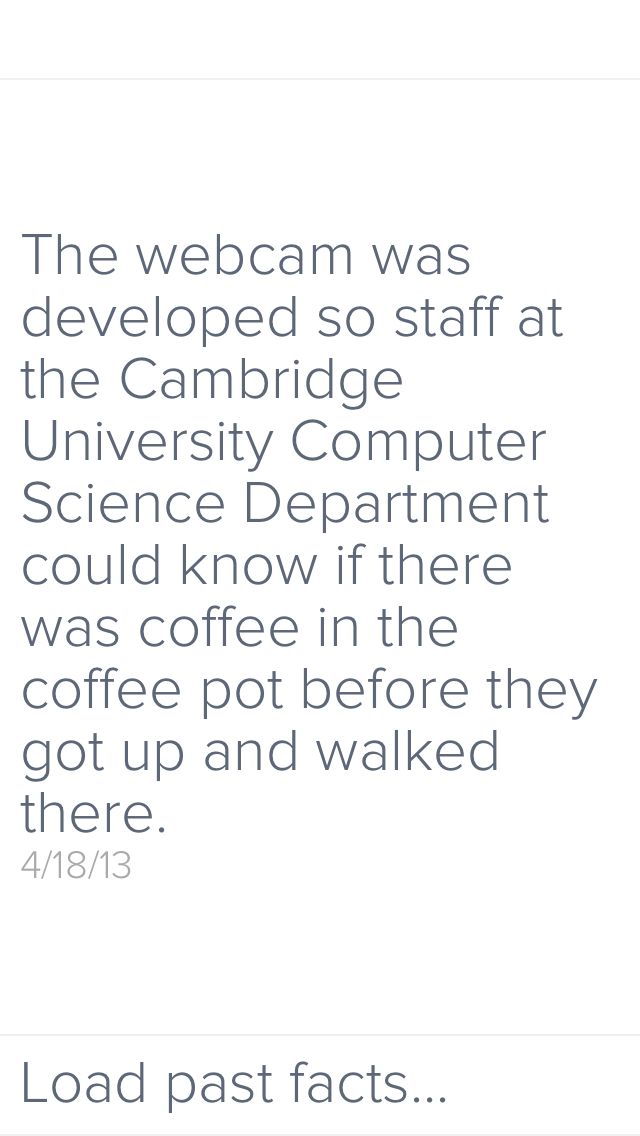 The webcam was
developed so staff at
the Cambridge
University Computer
Science Department
could know if there
was coffee in the
coffee pot before they
got up and walked
there.
4/18/13
Load past facts...